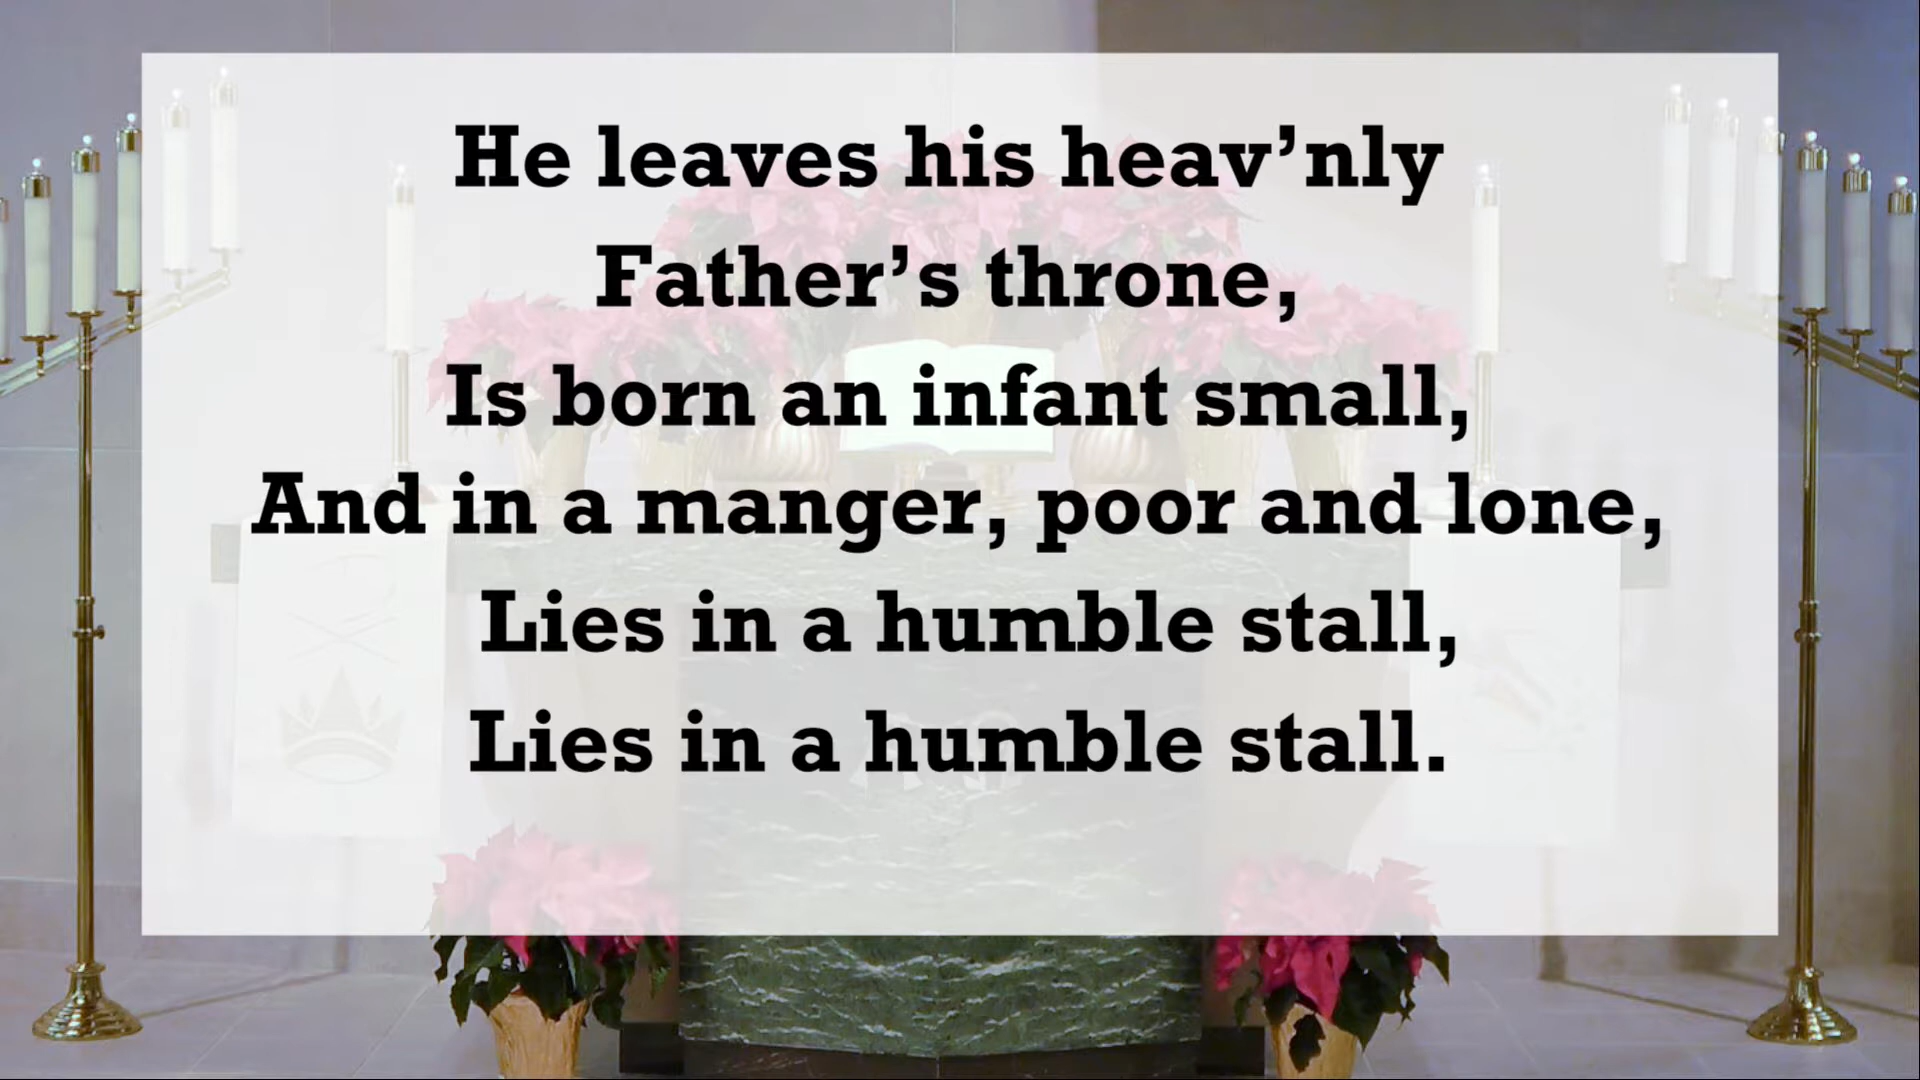 He leaves his heav’nly
Father’s throne,
Is born an infant small,
And in a manger, poor and lone,
Lies in a humble stall,
Lies in a humble stall.